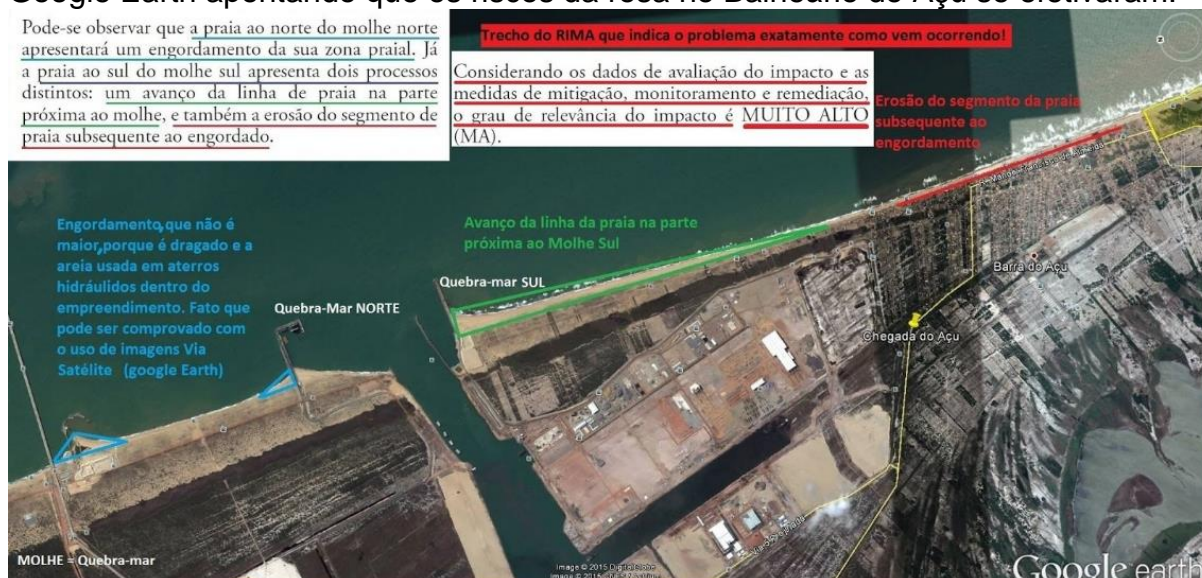 Google Earth apontando que os riscos da
no Balneário do Açu se efetivaram.
Pode-se observar que a praia ao norte do molhe norte
apresentará um engordamento da sua zona praial. Já
a praia ao sul do molhe sul apresenta dois processos
distintos: um avanço da linha de praia na parte
próxima ao molhe, e também a erosão do segmento de
praia subsequente ao engordado.
Trecho do RIMA que indica o problema exatamente como vem ocorrendo!
Considerando os dados de avaliação do impacto e as
medidas de mitigação, monitoramento e remediação,
o grau de relevância do impacto é MUITO ALTO
(MA).
Erosão do segmento da praia
subsequente ao
engordamento
Engordamento,que não é
maior,porque é dragado e a
areia usada em aterros
hidráulidos dentro do
empreendimento. Fato que
pode ser comprovado com
o uso de imagens Via
Satélite (google Earth)
Avanço da linha da praia na parte
próxima ao Molhe Sul
Quebra-mar SUL
Quebra-Mar NORTE
Barra do Açu
Chegada do Açu
MOLHE = Quebra-mar
Image © 2015 DigitalGlobe
Google earth